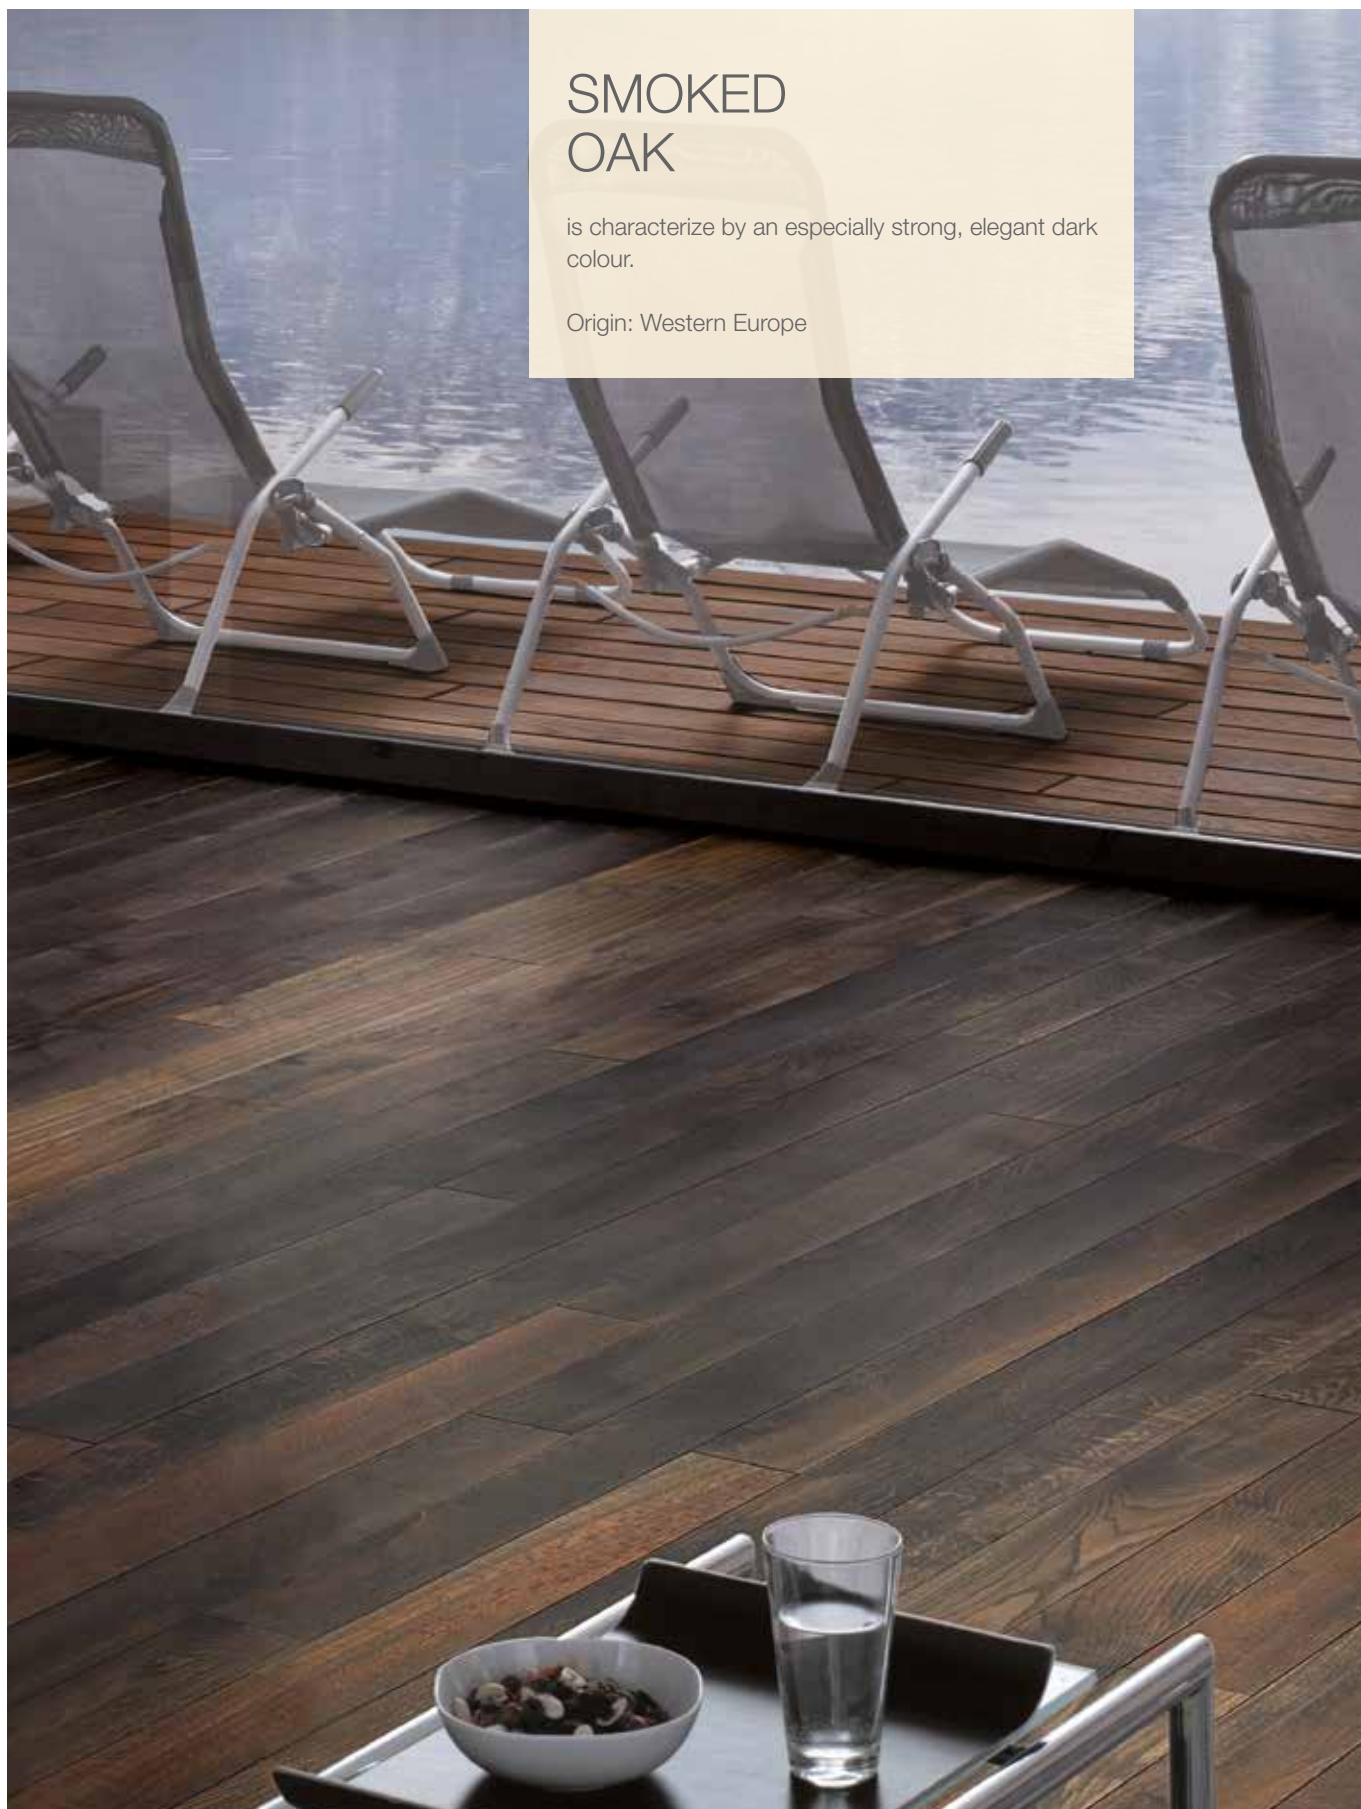 SMOKED
OAK
is characterize by an especially strong, elegant dark
colour.
Origin: Western Europe